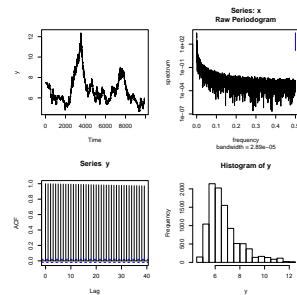 Series: x
Raw Periodogram
y
6
8
10
12
0
2000
4000
6000
8000
Time
spectrum
1e-07
1e-04
1e-01
1e+02
0.0
0.1
0.2
0.3
0.4
0.5
frequency
bandwidth = 2.89e-05
Series y
ACF
0.0
0.2
0.4
0.6
0.8
1.0
0
10
20
30
40
Lag
Histogram of y
Frequency
0
500
1000
2000
6
8
10
12
y